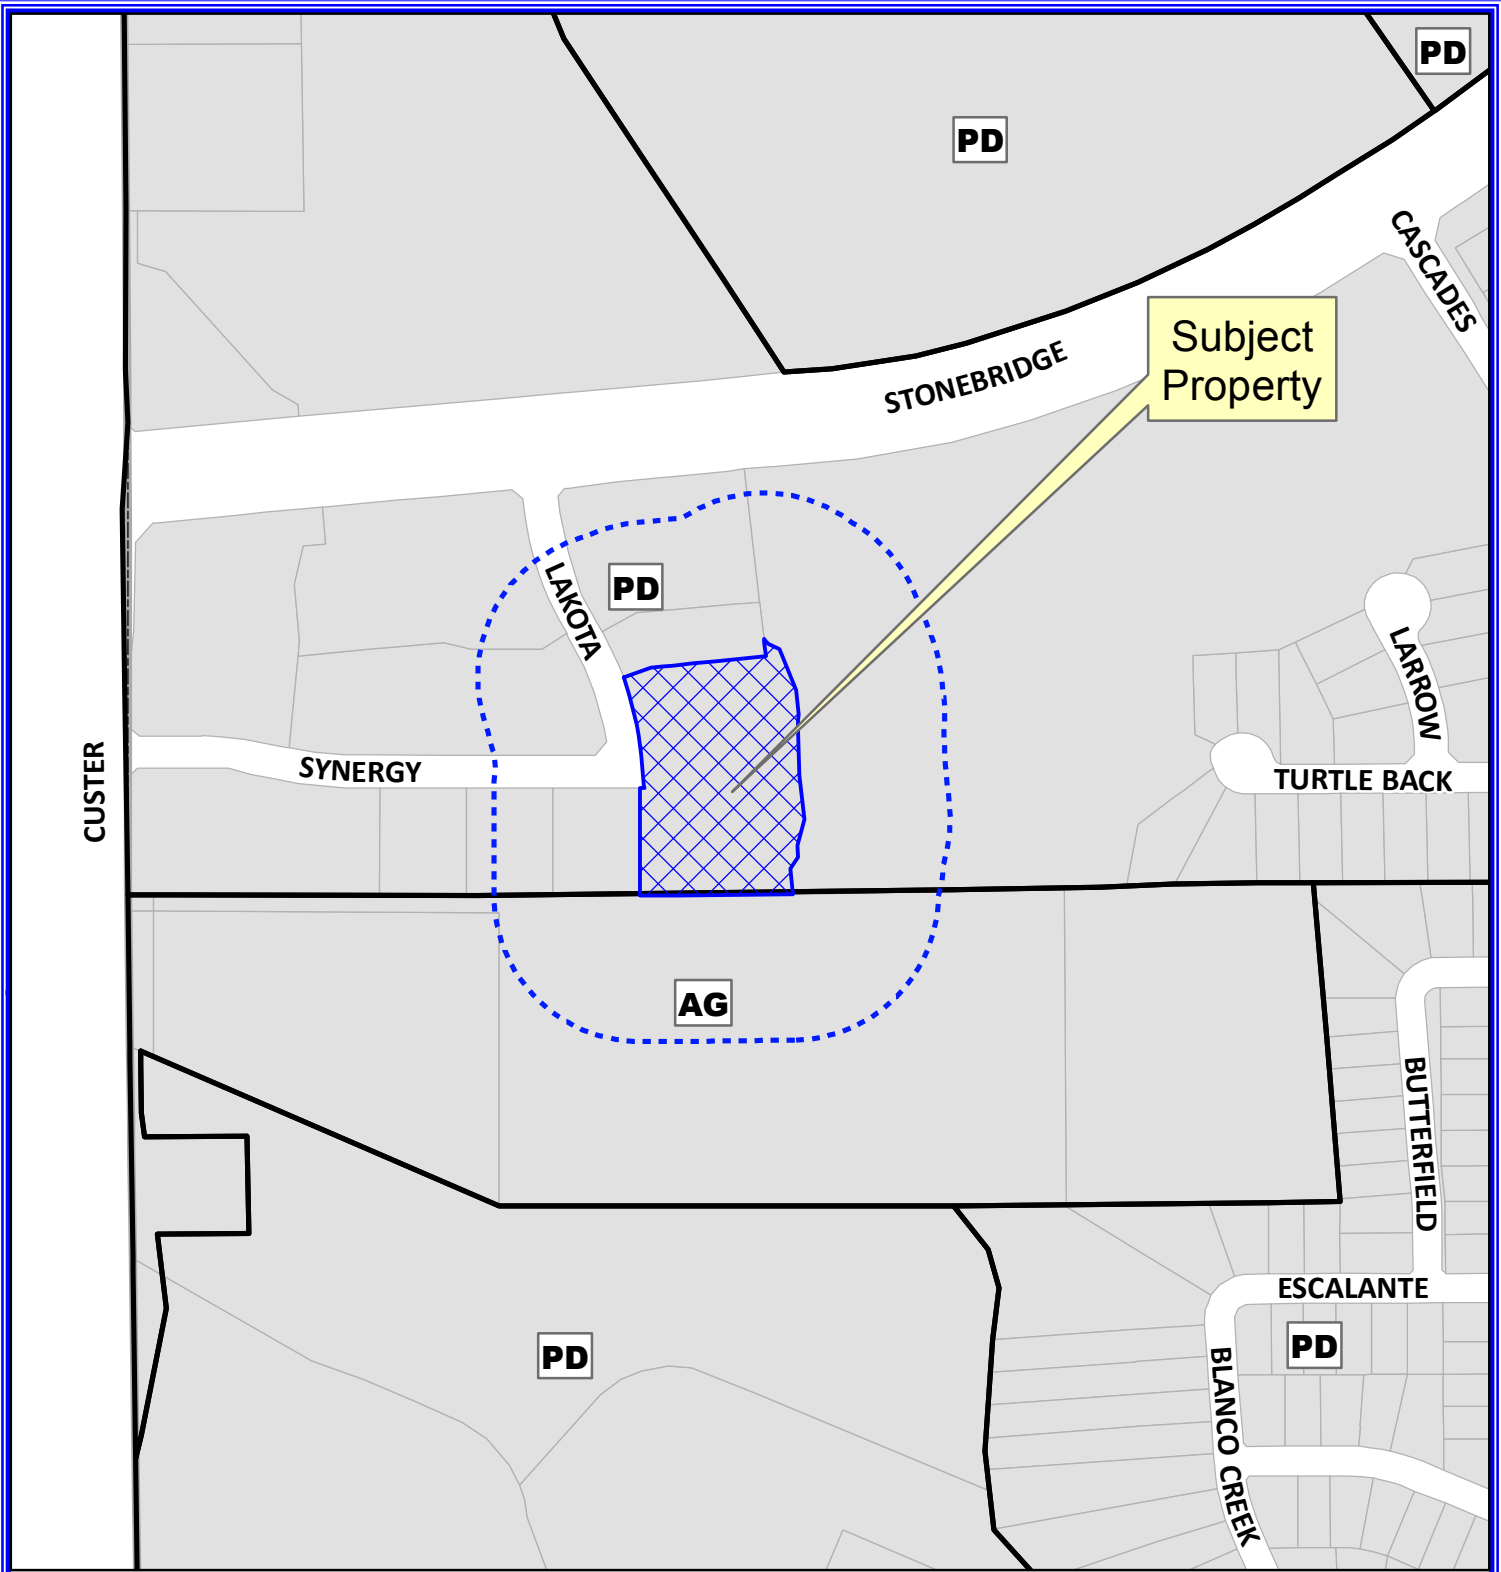 PD
PD
CASCADES
Subject
Property
STONEBRIDGE
PD
LAKOTA
LARROW
CUSTER
SYNERGY
TURTLE BACK
AG
BUTTERFIELD
ESCALANTE
PD
PD
BLANCO CREEK